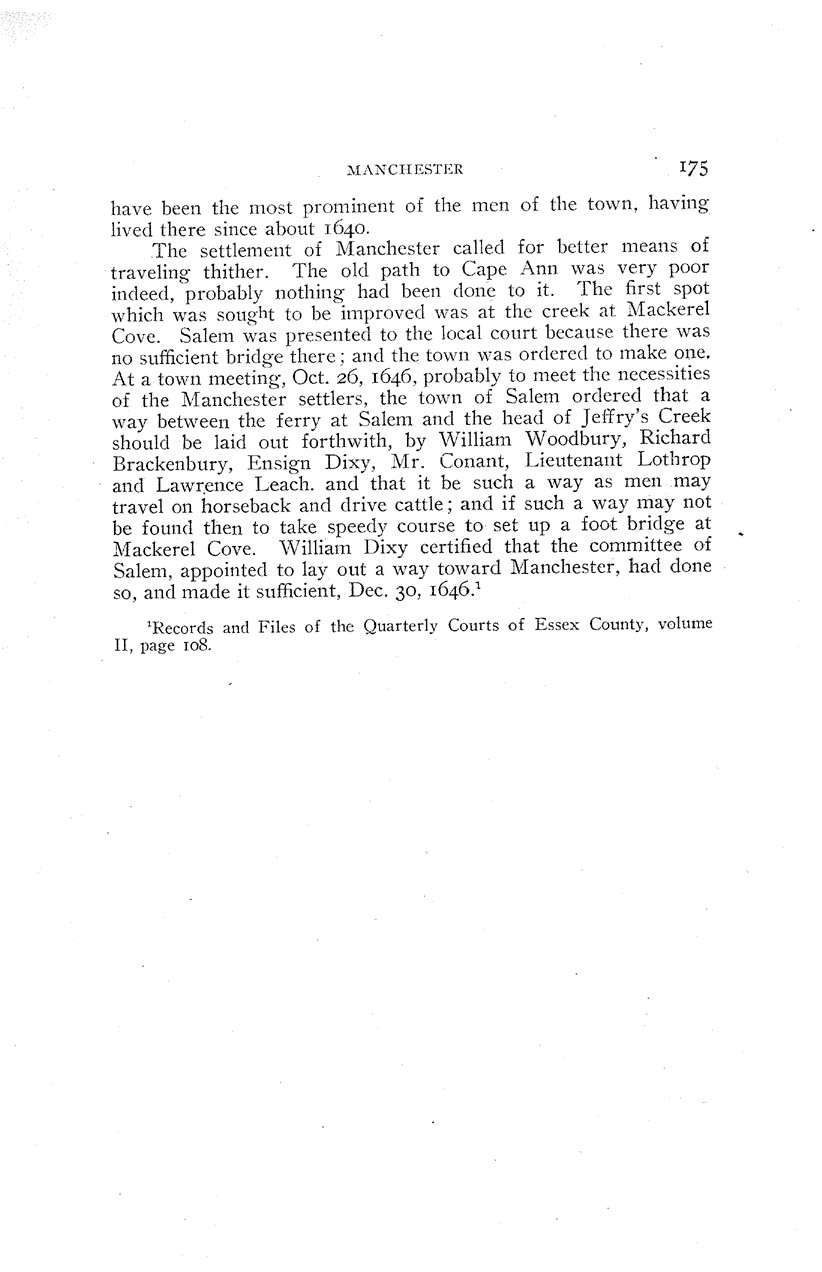 MANCHESTER 175
have been the most prominent of the men of the town, having
lived there since about 1640.
The settlement of Manchester called for better means of
traveling thither. The old path to Cape Ann was very poor
indeed, probably nothing had been done to it. The first spot
which was sought to be improved was at the creek at Mackerel
Cove. Salem was presented to the local court because there was
no sufficient bridge there; and the town was ordered to make one.
At a town meeting, Oct. 26, 1646, probably to meet the necessities
of the Manchester settlers, the town of Salem ordered that a
way between the ferry at Salem and the head of Jeffry's Creek
should be laid out forthwith, by William Woodbury, Richard
Brackenbury, Ensign Dixy, Mr. Conant, Lieutenant Lothrop
and Lawrence Leach. and that it be such a way as men may
travel on horseback and drive cattle; and if such a way may not
be found then to take speedy course to set up a foot bridge at
Mackerel Cove. William Dixy certified that the committee of
Salem, appointed to lay out a way toward Manchester, had done
so, and made it sufficient, Dec. 30, 1646.¹
¹Records and Files of the Quarterly Courts of Essex County, volume
II, page 108.